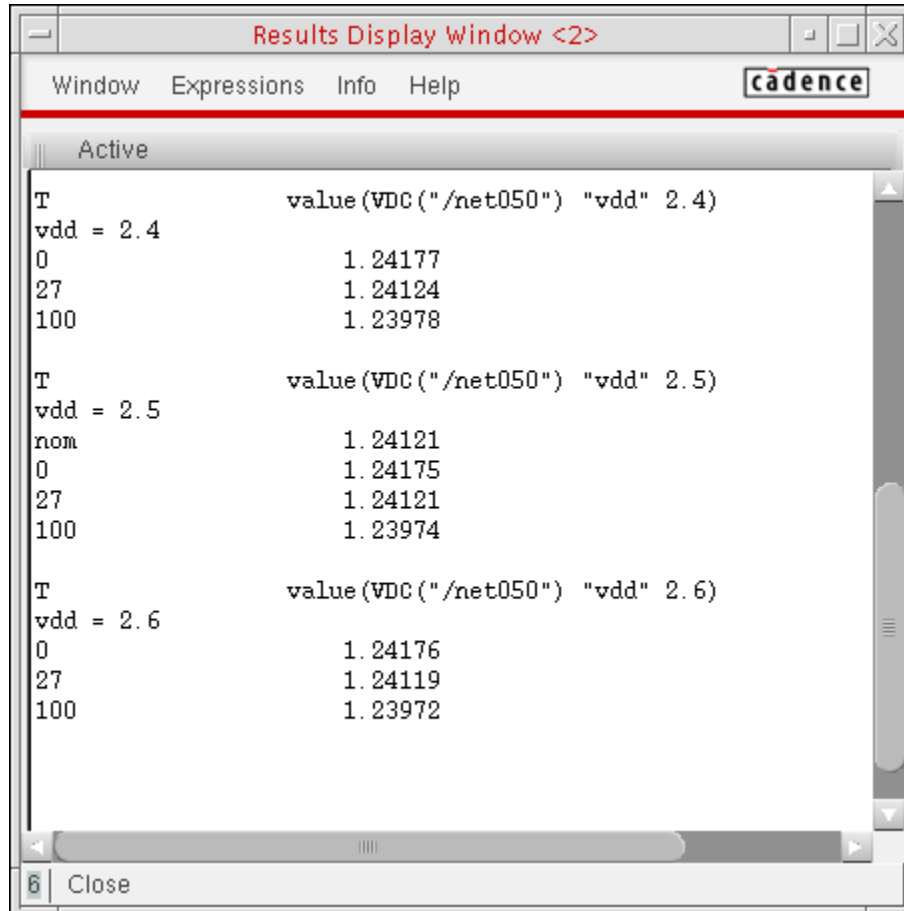 Results Display Window <2>
Window Expressions Info Help cādence
Active
T value(VDC("/net050") "vdd" 2.4)
vdd = 2.4
0 1.24177
27 1.24124
100 1.23978
T value(VDC("/net050") "vdd" 2.5)
vdd = 2.5
nom 1.24121
0 1.24175
27 1.24121
100 1.23974
T value(VDC("/net050") "vdd" 2.6)
vdd = 2.6
0 1.24176
27 1.24119
100 1.23972
6 Close